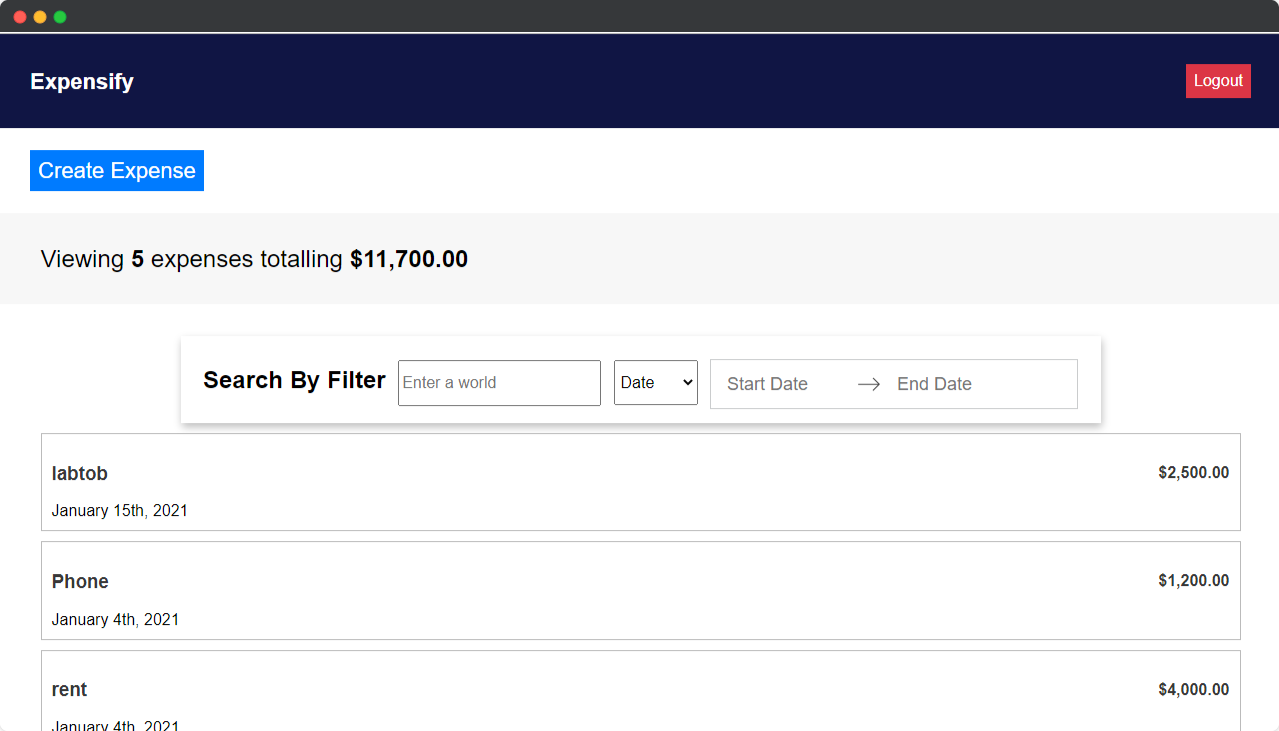 Expensify
Logout
Create Expense
Viewing 5 expenses totalling $11,700.00
Search By Filter
Enter a world
Date
Start Date
End Date
labtob
$2,500.00
January 15th, 2021
Phone
$1,200.00
January 4th, 2021
rent
$4,000.00
January 4th, 2021